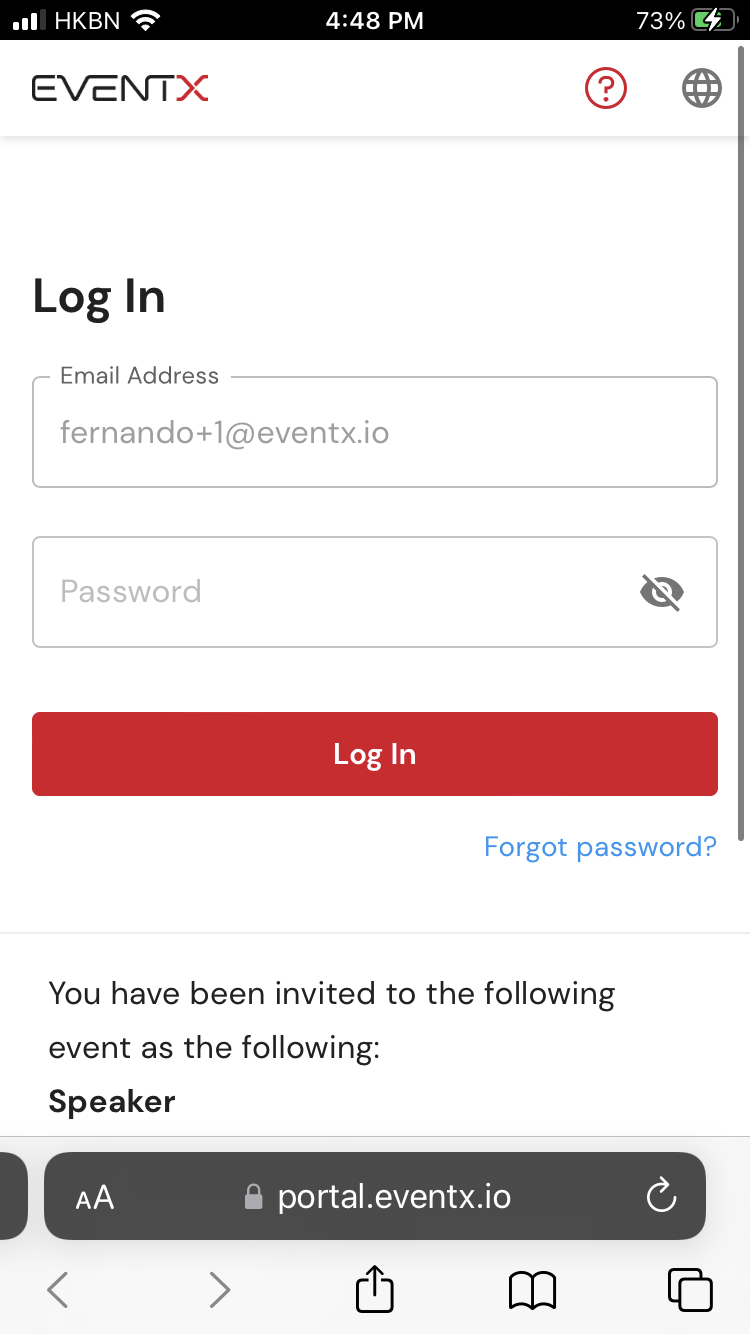 HKBN 4:48 PM 73%
EVENTX
?
Log In
Email Address
fernando+1@eventx.io
Password
Log In
Forgot password?
You have been invited to the following
event as the following:
Speaker
AA portal.eventx.io